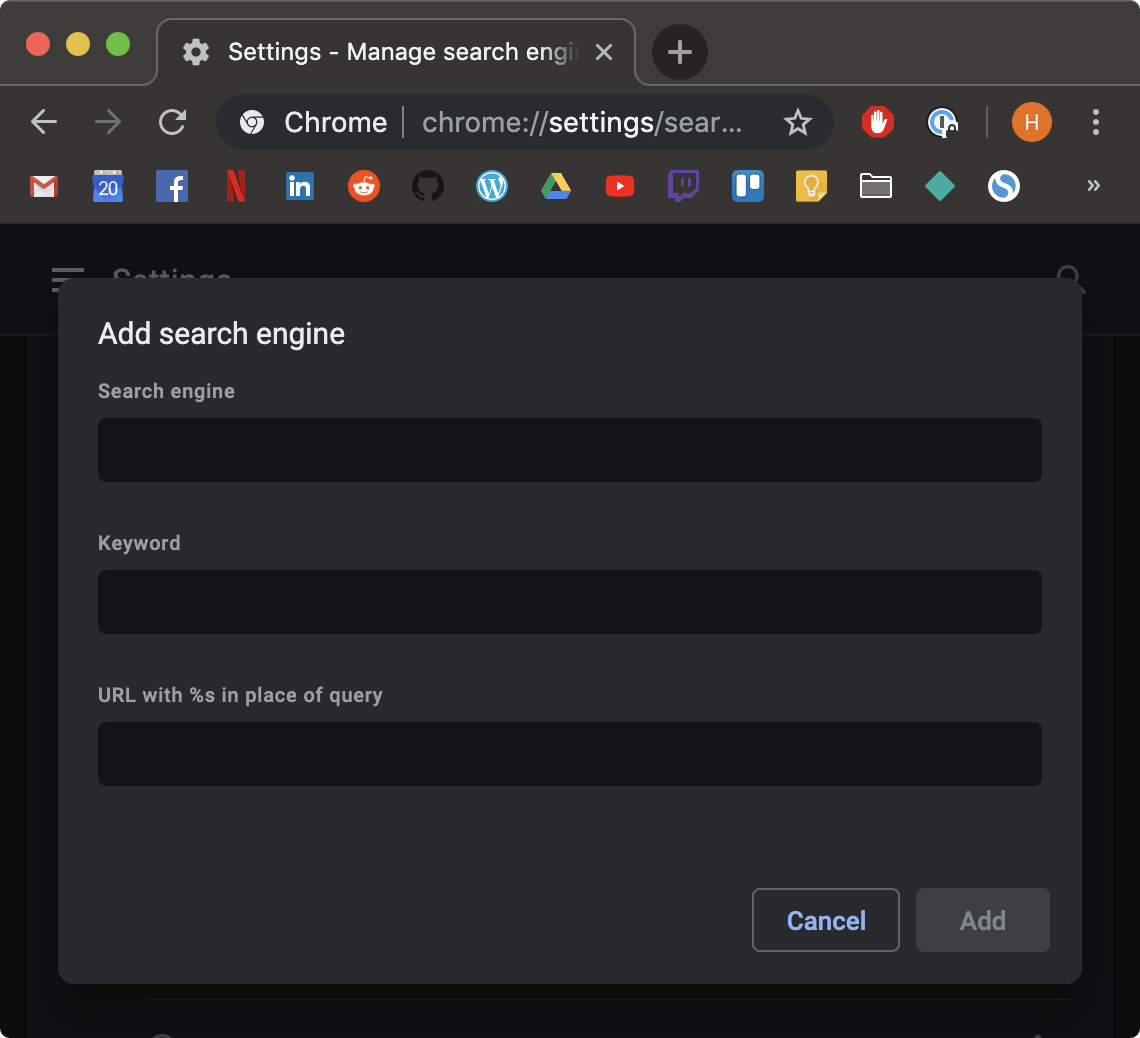 Settings - Manage search engi
Chrome | chrome://settings/sear...
H
20
f
N
in
W
»
Settings
Add search engine
Search engine
Keyword
URL with %s in place of query
Cancel
Add